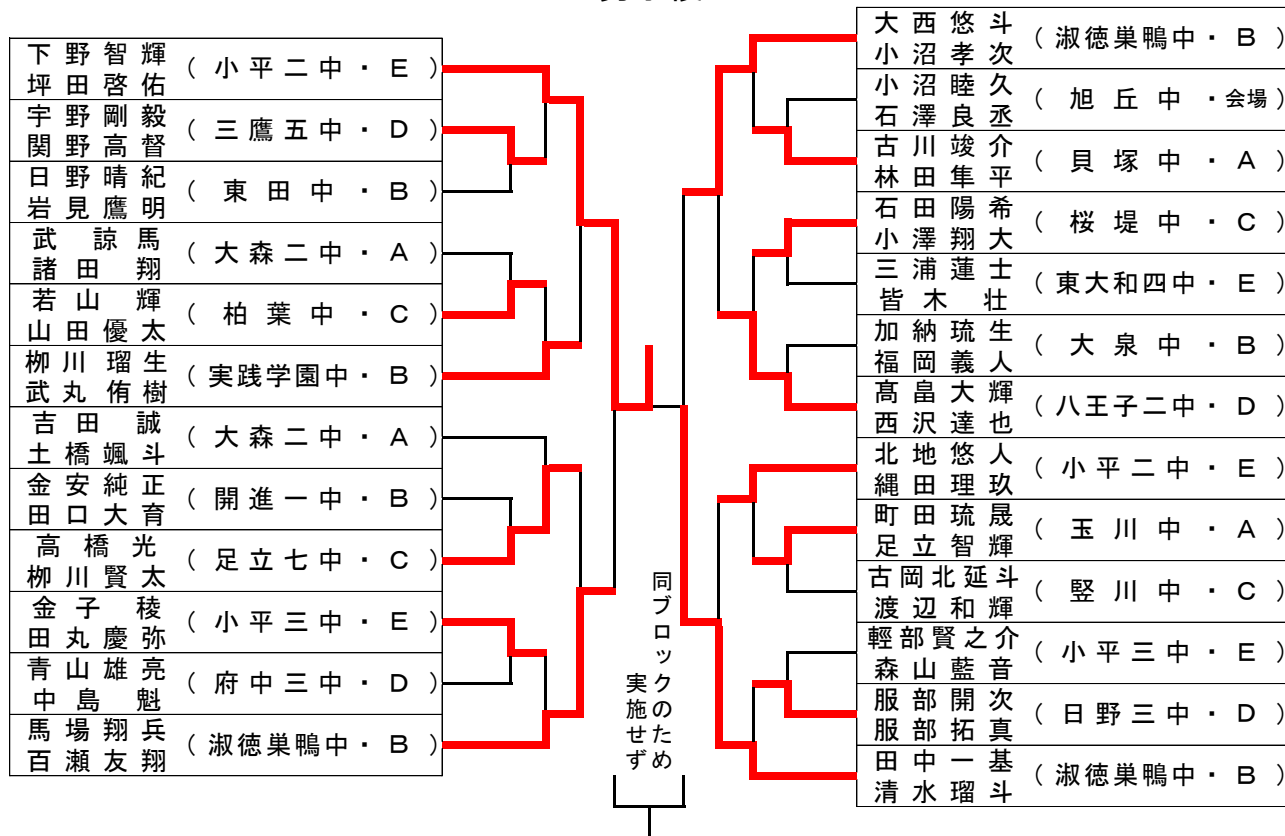 下野智輝
坪田啓佑
( 小平二中 ・ E )
宇野剛毅
関野高督
( 三鷹五中 ・ D )
日野晴紀
岩見鷹明
( 東田中 ・ B )
武諒馬
諸田翔
( 大森二中 ・ A )
若山輝
山田優太
( 柏葉中 ・ C )
栁川瑠生
武丸侑樹
( 実践学園中 ・ B )
吉田誠
土橋颯斗
( 大森二中 ・ A )
金安純正
田口大育
( 開進一中 ・ B )
高橋光
栁川賢太
( 足立七中 ・ C )
金子稜
田丸慶弥
( 小平三中 ・ E )
青山雄亮
中島魁
( 府中三中 ・ D )
馬場翔兵
百瀬友翔
( 淑徳巣鴨中 ・ B )
同ブロックのため
実施せず
大西悠斗
小沼孝次
( 淑徳巣鴨中 ・ B )
小沼睦久
石澤良丞
( 旭丘中 ・会場 )
古川竣介
林田隼平
( 貝塚中 ・ A )
石田陽希
小澤翔大
( 桜堤中 ・ C )
三浦蓮士
皆木壮
( 東大和四中 ・ E )
加納琉生
福岡義人
( 大泉中 ・ B )
髙畠大輝
西沢達也
( 八王子二中 ・ D )
北地悠人
縄田理玖
( 小平二中 ・ E )
町田琉晟
足立智輝
( 玉川中 ・ A )
古岡北延斗
渡辺和輝
( 竪川中 ・ C )
輕部賢之介
森山藍音
( 小平三中 ・ E )
服部開次
服部拓真
( 日野三中 ・ D )
田中一基
清水瑠斗
( 淑徳巣鴨中 ・ B )